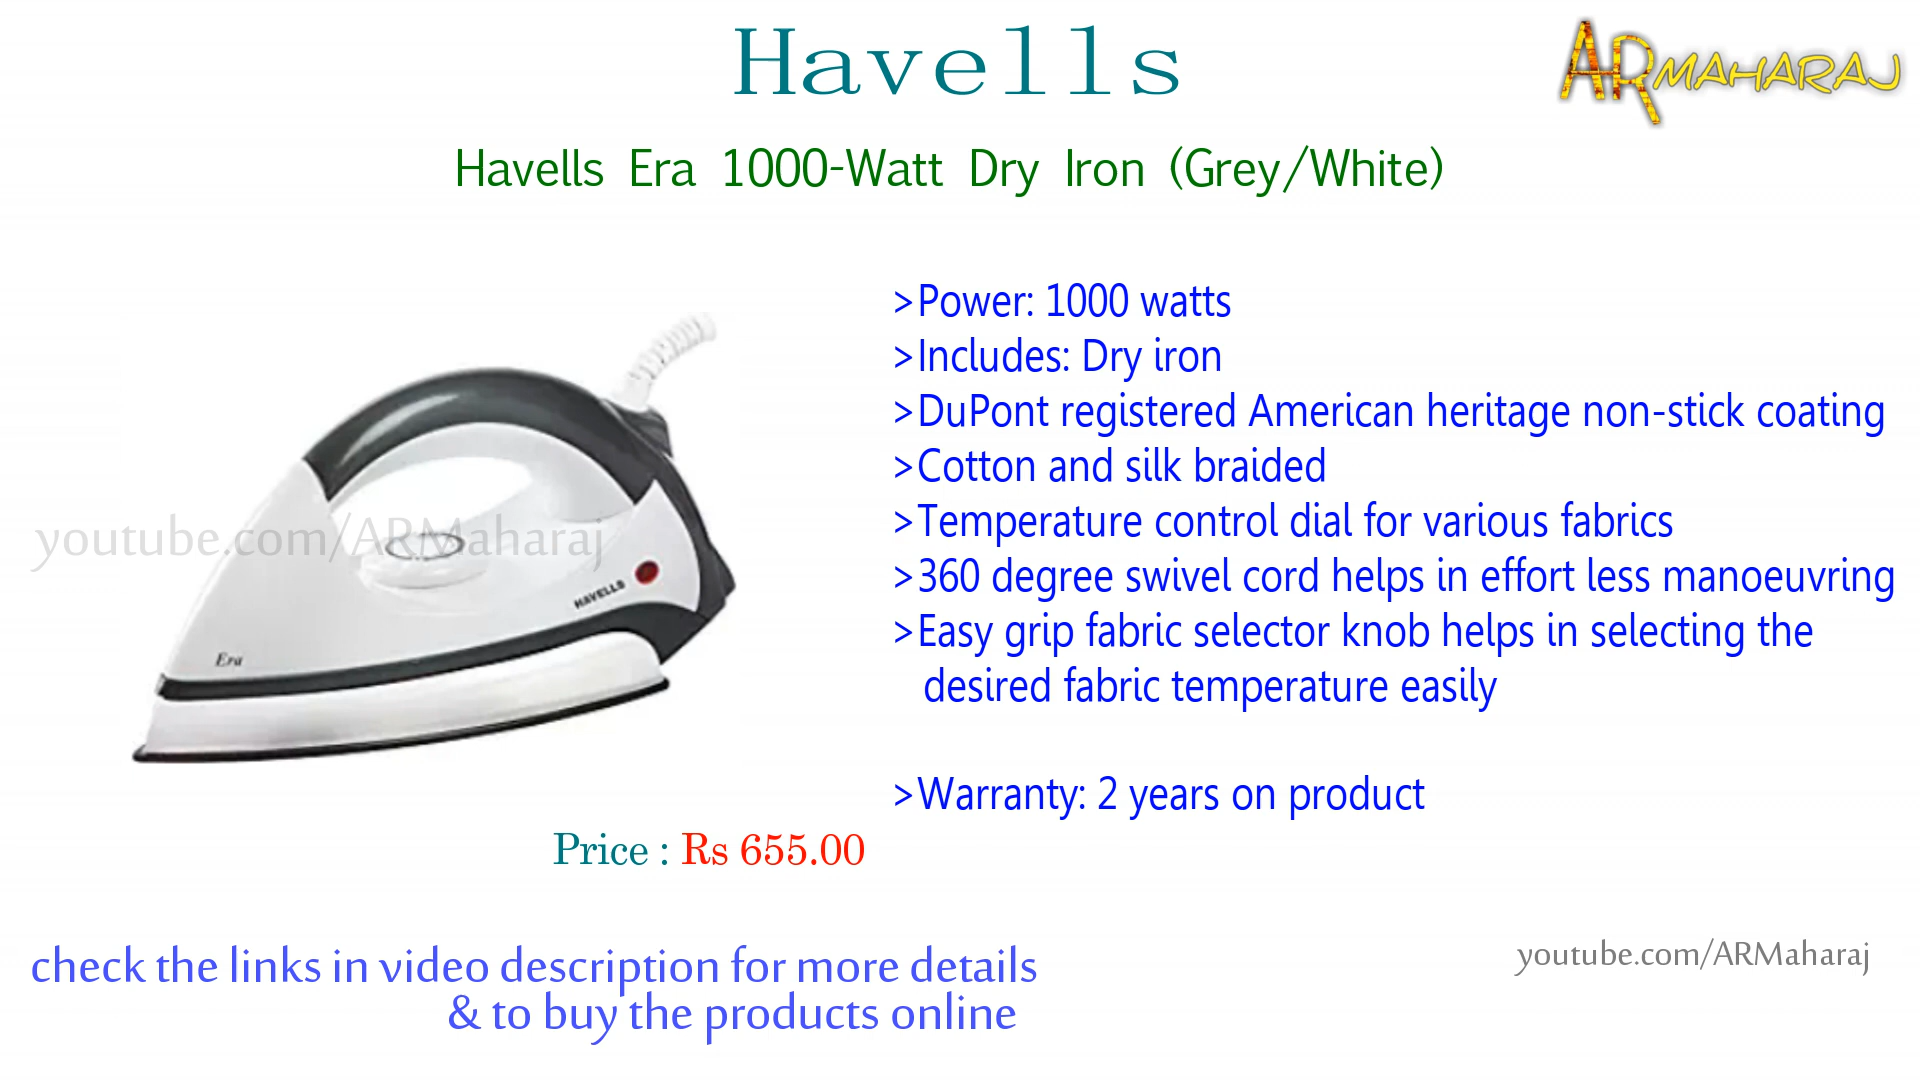 Havells
ARMAHARAJ
Havells Era 1000-Watt Dry Iron (Grey/White)
>Power: 1000 watts
>Includes: Dry iron
>DuPont registered American heritage non-stick coating
>Cotton and silk braided
>Temperature control dial for various fabrics
>360 degree swivel cord helps in effort less manoeuvring
>Easy grip fabric selector knob helps in selecting the
desired fabric temperature easily
>Warranty: 2 years on product
youtube.com/ARMaharaj
HAVELLS
Era
Price : Rs 655.00
check the links in video description for more details
& to buy the products online
youtube.com/ARMaharaj